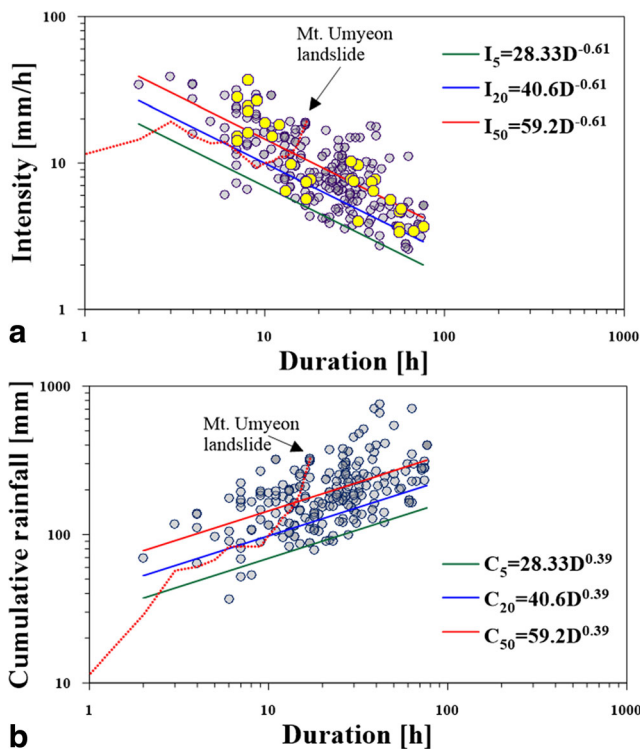 100
10
1
1
10
100
1000
Intensity [mm/h]
Mt. Umyeon
landslide
I5=28.33D-0.61
I20=40.6D-0.61
I50=59.2D-0.61
a
Duration [h]
1000
100
10
1
10
100
1000
Cumulative rainfall [mm]
Mt. Umyeon
landslide
C5=28.33D0.39
C20=40.6D0.39
C50=59.2D0.39
b
Duration [h]